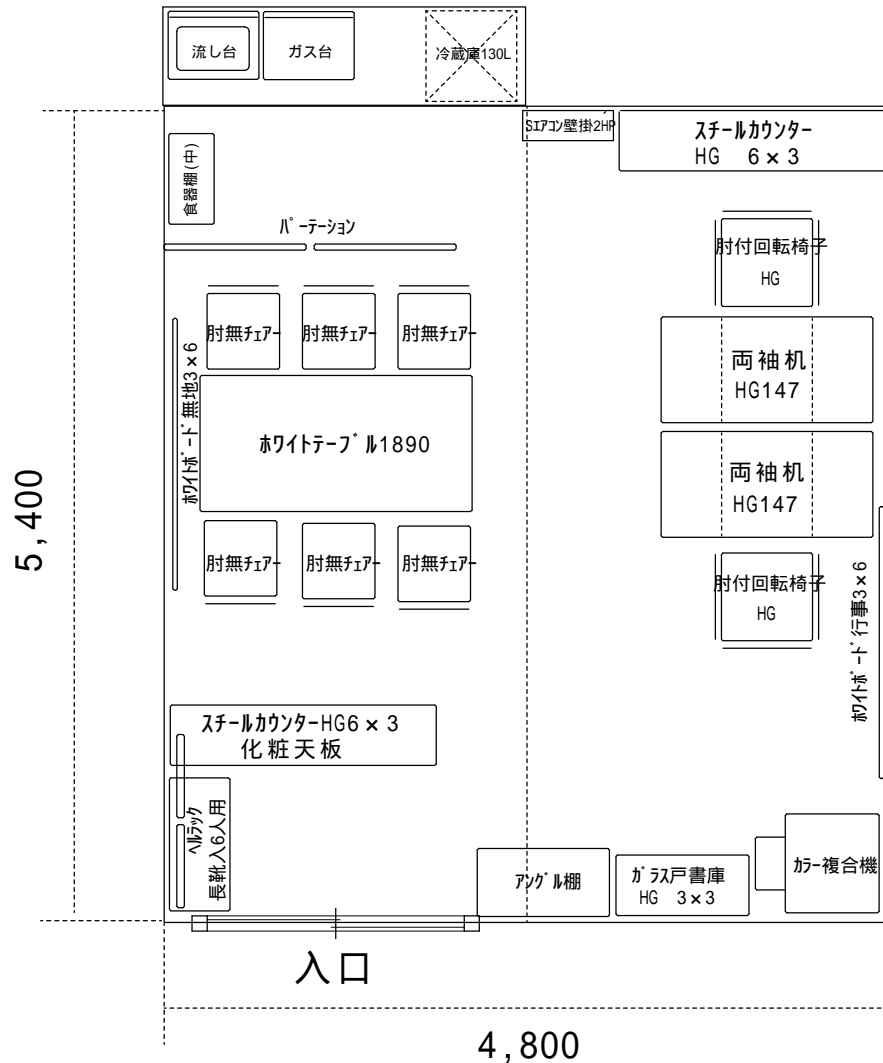 流し台
ガス台
冷蔵庫130L
Sエアコン壁掛2HP
スチールカウンター
HG 6×3
食器棚(中)
パーテーション
肘付回転椅子
HG
肘無チェアー
肘無チェアー
肘無チェアー
ホワイトボード無地3×6
両袖机
HG147
ホワイトテーブル1890
両袖机
HG147
5,400
肘無チェアー
肘無チェアー
肘無チェアー
肘付回転椅子
HG
ホワイトボード行事3×6
スチールカウンターHG6×3
化粧天板
ヘルラック
長靴入6人用
アングル棚
ガラス戸書庫
HG 3×3
カラー複合機
入口
4,800